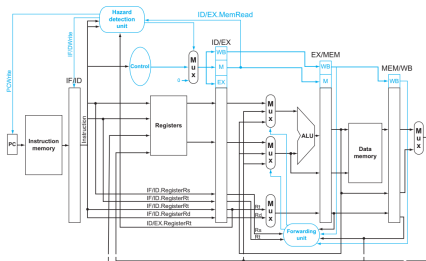 Hazard
detection
unit
ID/EX.MemRead
IF/IDWrite
PCWrite
ID/EX
EX/MEM
MEM/WB
IF/ID
Control
M
u
x
0
WB
M
EX
WB
M
WB
PC
Instruction
memory
Instruction
Registers
M
u
x
M
u
x
ALU
Data
memory
M
u
x
IF/ID.RegisterRs
IF/ID.RegisterRt
IF/ID.RegisterRt
IF/ID.RegisterRd
ID/EX.RegisterRt
Rt
Rd
M
u
x
Rs
Rt
Forwarding
unit